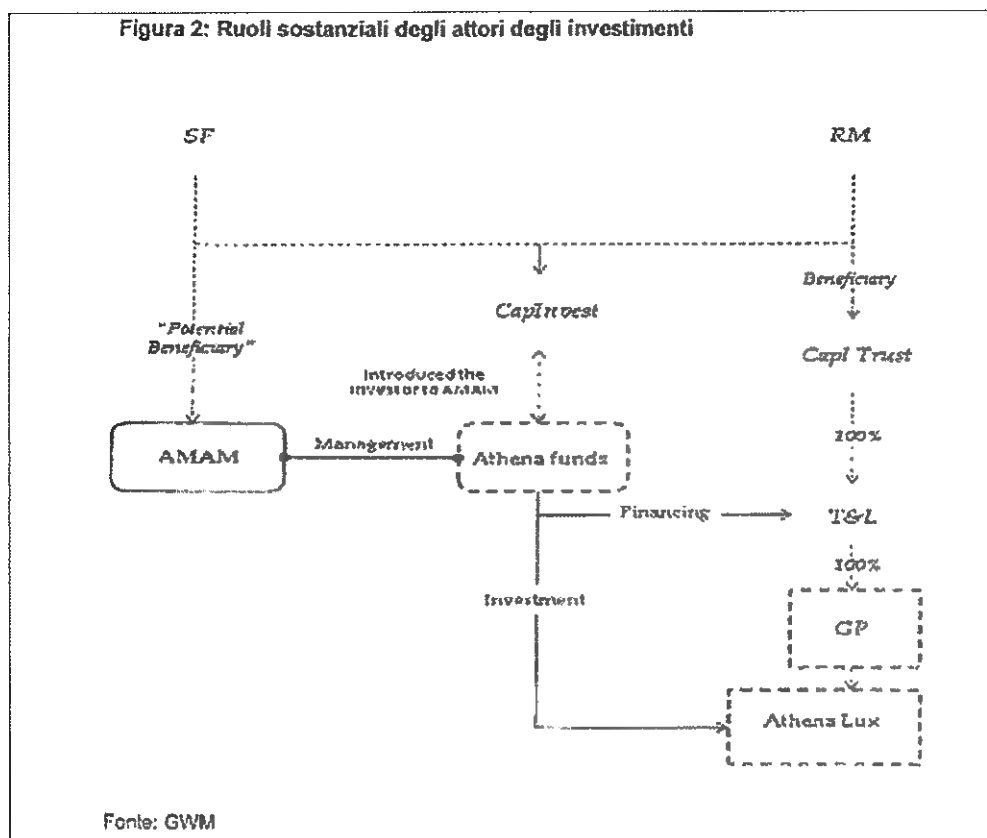 Figura 2: Ruoli sostanziali degli attori degli investimenti
SF
RM
Beneficiary
CapInvest
"Potential
Beneficiary"
Capl Trust
Introduced the
investor to AMAM
100%
AMAM
Management
Athena funds
Financing
T&L
100%
Investment
GP
Athena Lux
Fonte: GWM